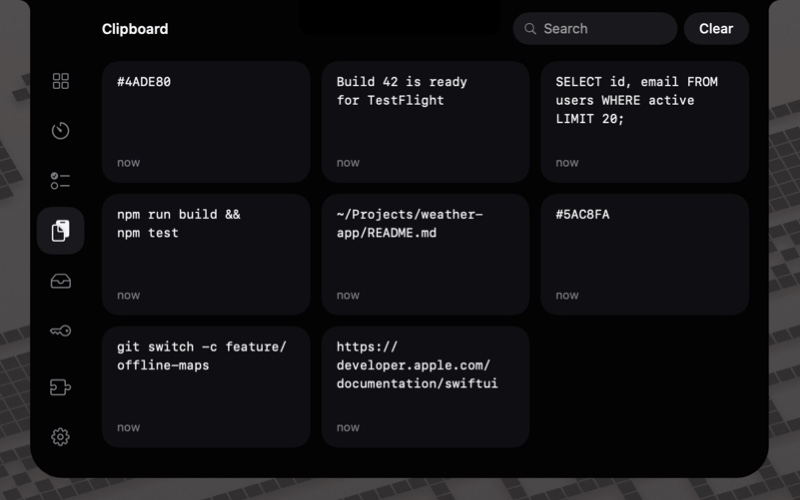 Clipboard
Search
Clear
#4ADE80
now
Build 42 is ready
for TestFlight
now
SELECT id, email FROM
users WHERE active
LIMIT 20;
now
npm run build &&
npm test
now
~/Projects/weather-
app/README.md
now
#5AC8FA
now
git switch -c feature/
offline-maps
now
https://
developer.apple.com/
documentation/swiftui
now